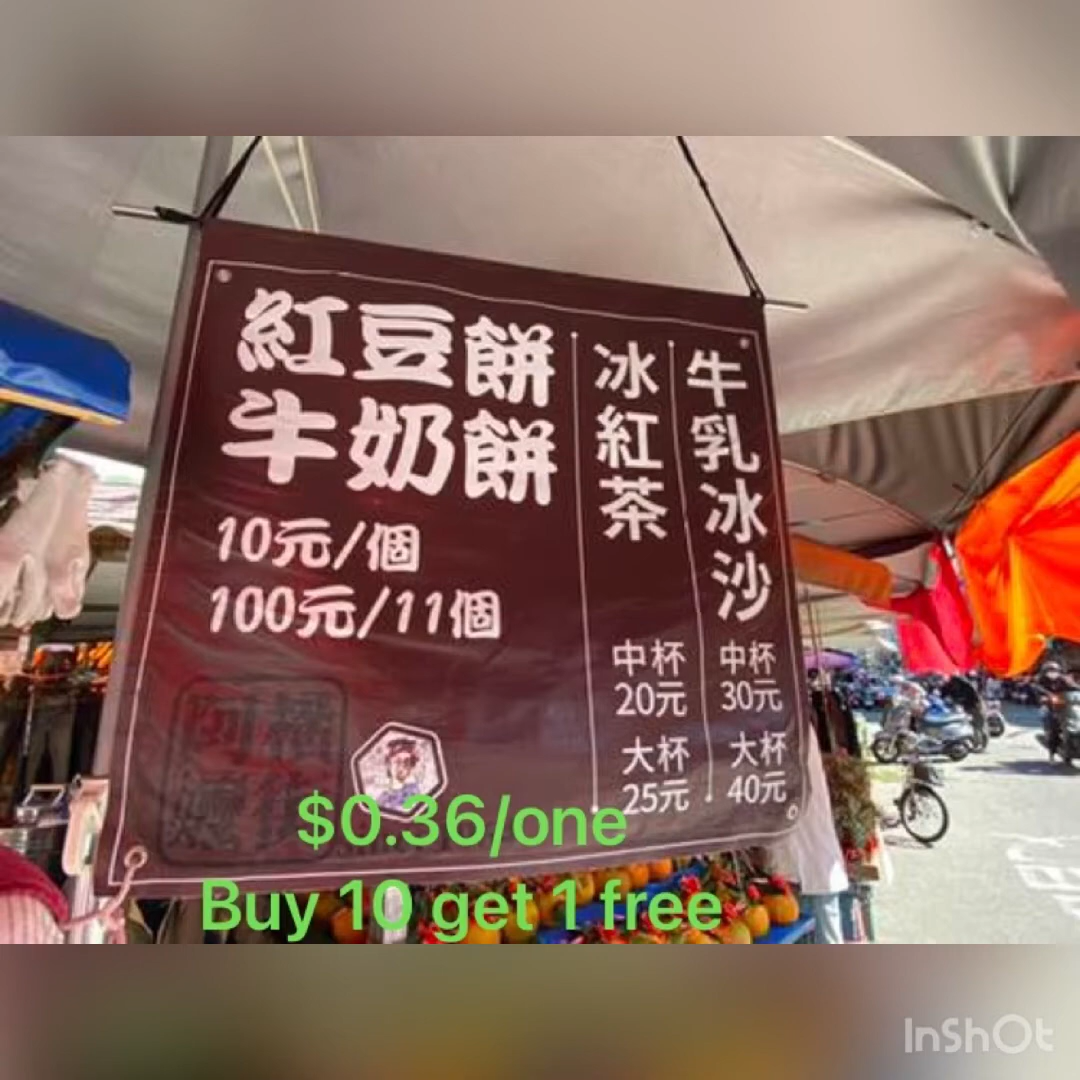 紅豆餅
牛奶餅
10元/個
100元/11個
冰紅茶
中杯
20元
大杯
25元
牛乳冰沙
中杯
30元
大杯
40元
$0.36/one
Buy 10 get 1 free
InShOt